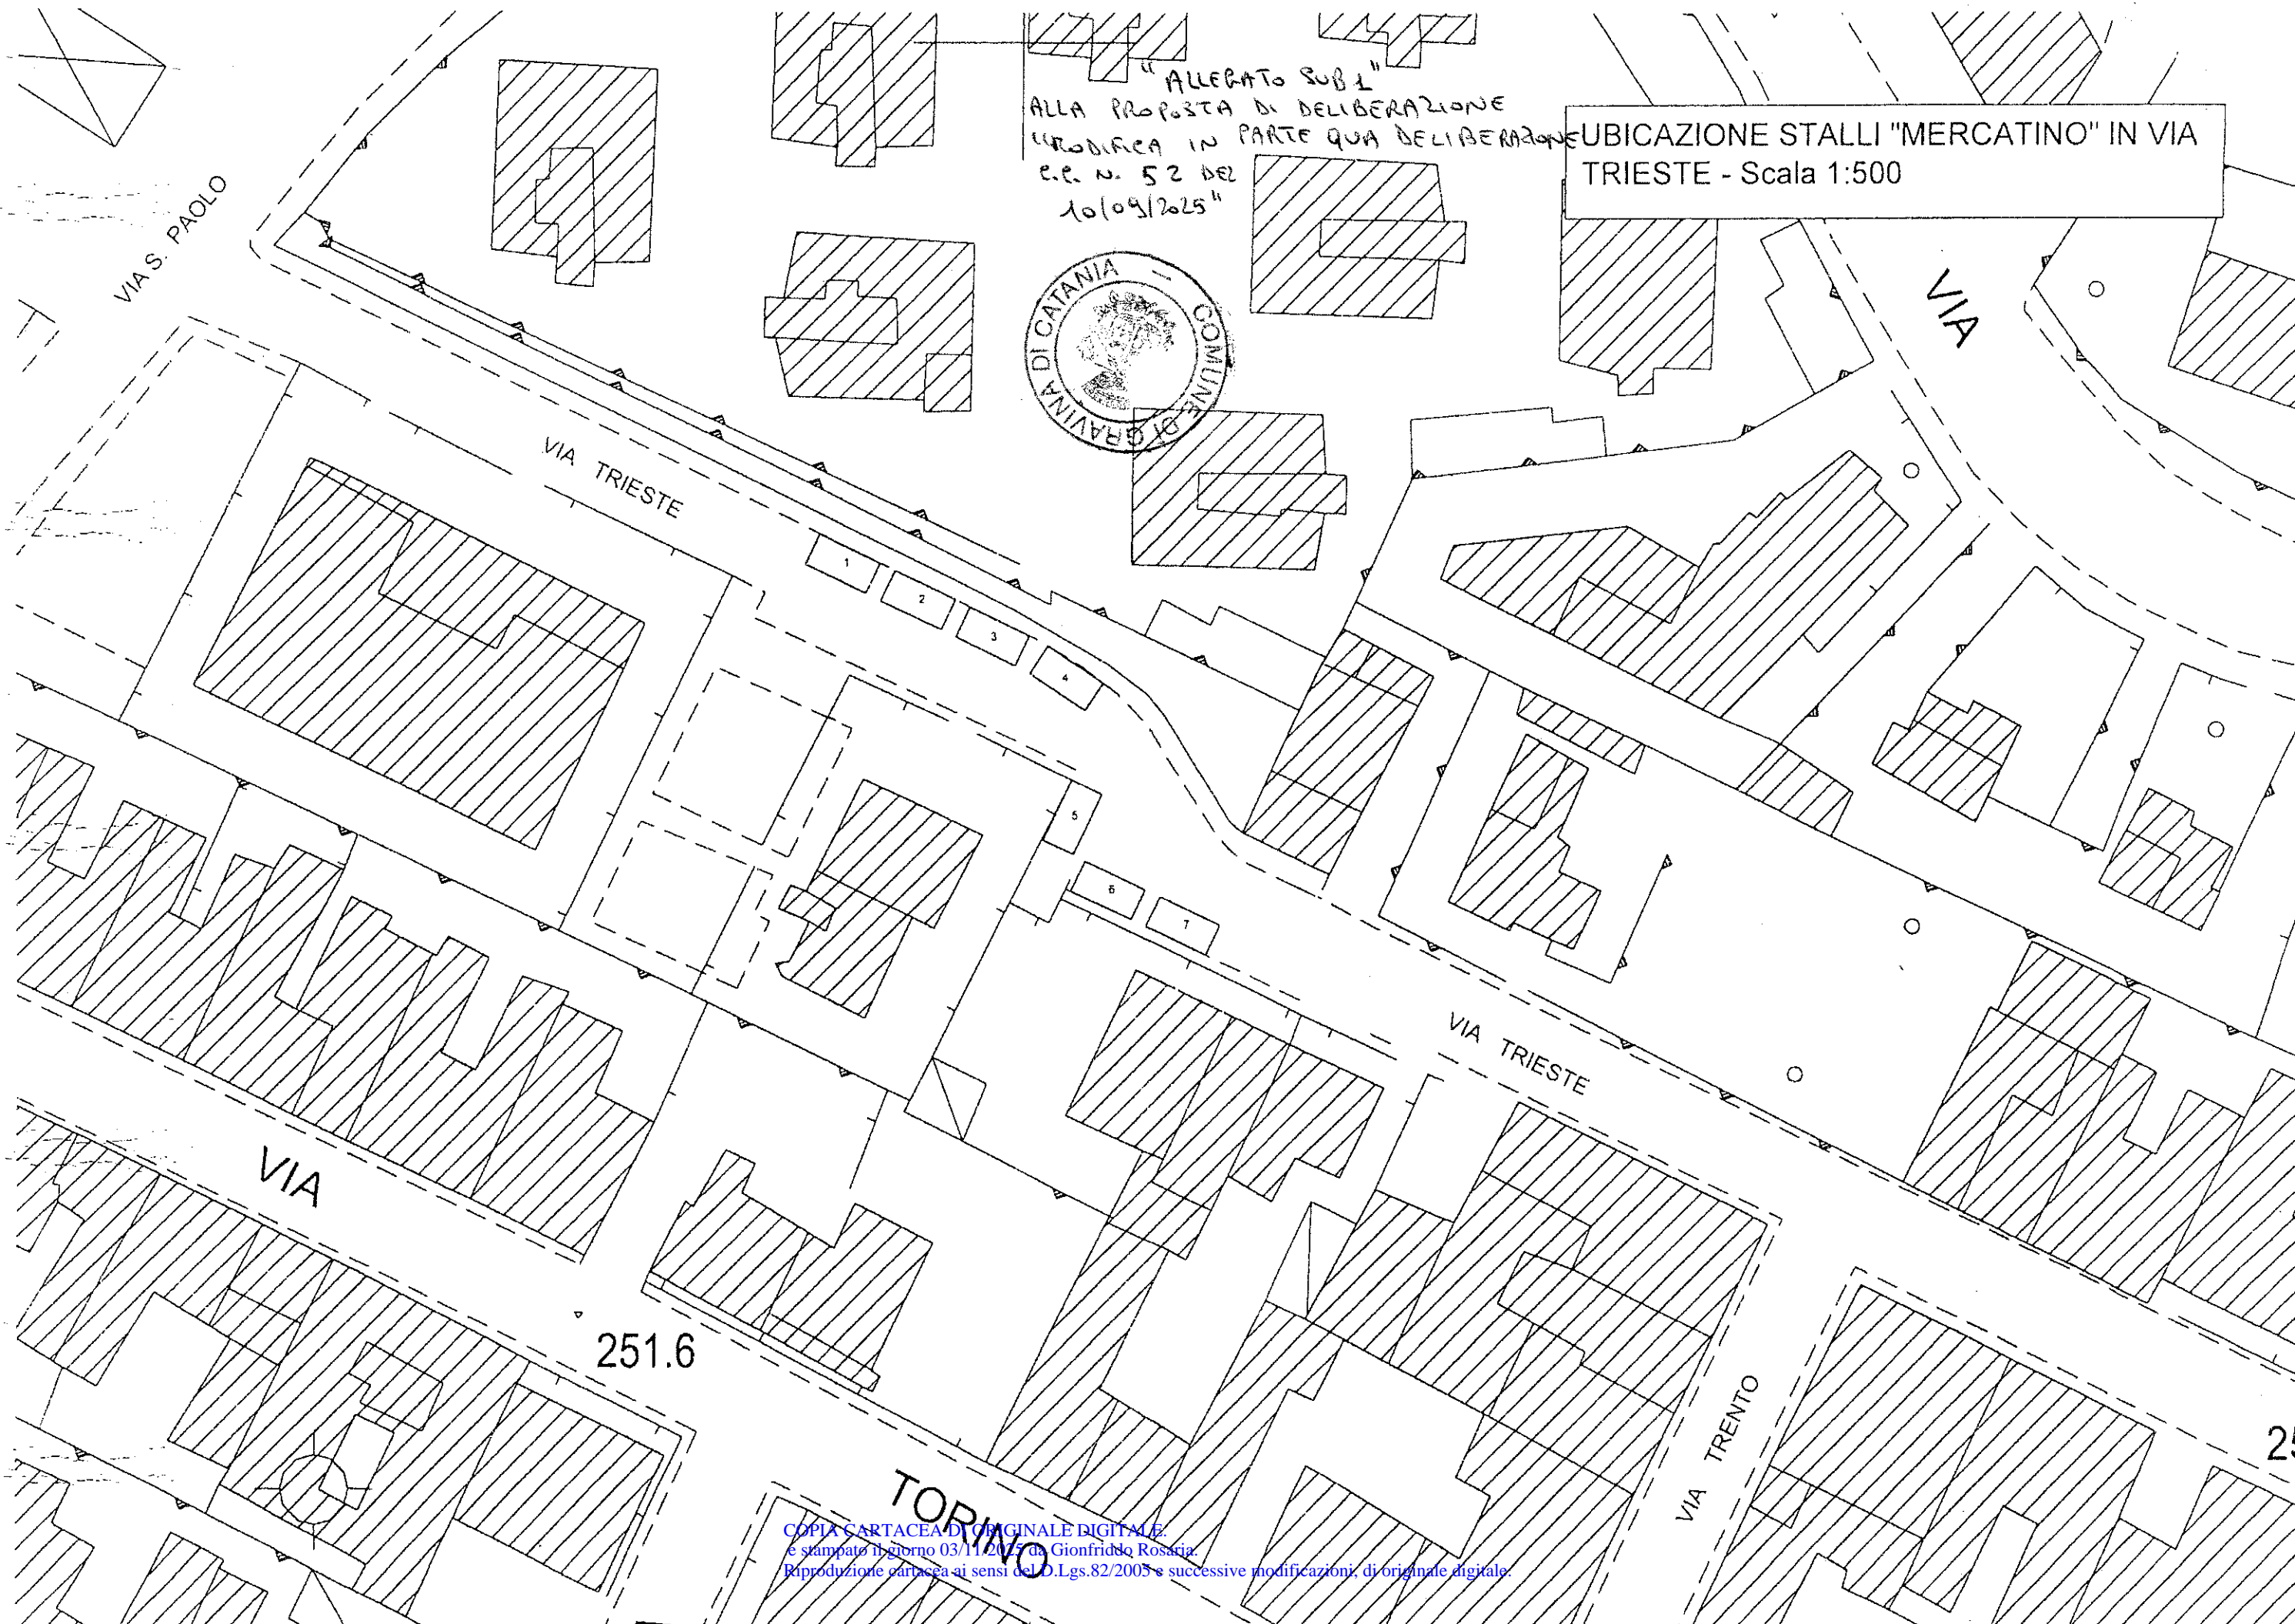 "ALLEGATO SUB 1"
ALLA PROPOSTA DI DELIBERAZIONE
"MODIFICA IN PARTE QUA DELIBERAZIONE
C.C. N. 52 DEL
10/09/2025"
UBICAZIONE STALLI "MERCATINO" IN VIA
TRIESTE - Scala 1:500
VIA S. PAOLO
COMUNE DI GRAVINA DI CATANIA
VIA
VIA TRIESTE
1
2
3
4
5
6
7
VIA TRIESTE
VIA
251.6
VIA TRENTO
TORINO
COPIA CARTACEA DI ORIGINALE DIGITALE.
e stampato il giorno 03/11/2025 da Gionfriddo Rosaria.
Riproduzione cartacea ai sensi del D.Lgs.82/2005 e successive modificazioni, di originale digitale.